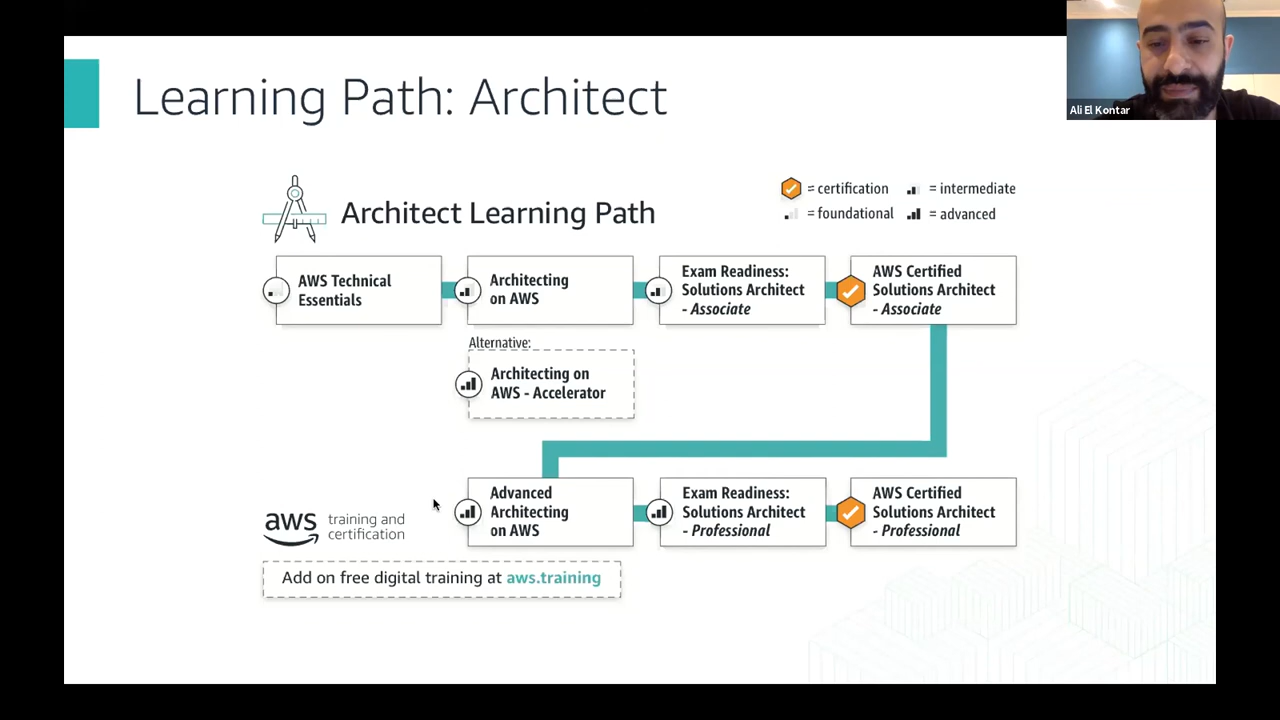 Learning Path: Architect
Ali El Kontar
Architect Learning Path
= certification
= intermediate
= foundational
= advanced
AWS Technical
Essentials
Architecting
on AWS
Exam Readiness:
Solutions Architect
- Associate
AWS Certified
Solutions Architect
- Associate
Alternative:
Architecting on
AWS - Accelerator
Advanced
Architecting
on AWS
Exam Readiness:
Solutions Architect
- Professional
AWS Certified
Solutions Architect
- Professional
aws
training and
certification
Add on free digital training at aws.training